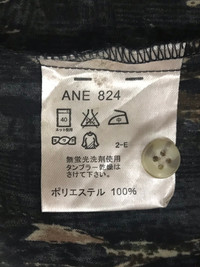 ANE 824
40
ネット使用
2-E
無蛍光洗剤使用
タンブラー乾燥は
さけて下さい。
ポリエステル 100%